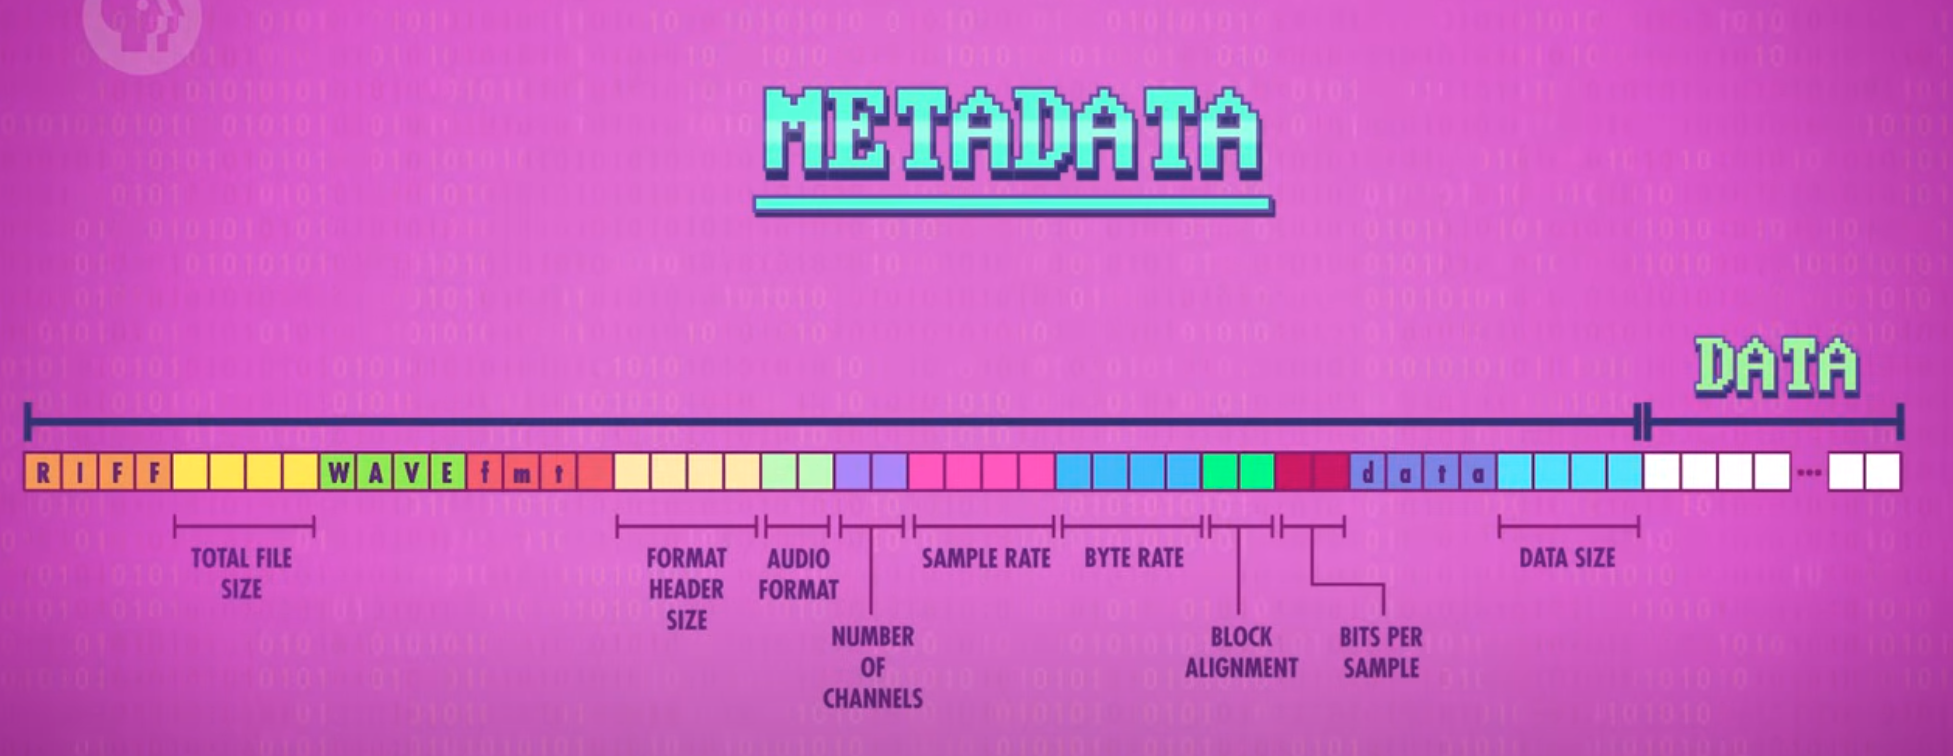 METADATA
DATA
R I F F W A V E f m t d a t a ...
TOTAL FILE
SIZE
FORMAT
HEADER
SIZE
AUDIO
FORMAT
NUMBER
OF
CHANNELS
SAMPLE RATE
BYTE RATE
BLOCK
ALIGNMENT
BITS PER
SAMPLE
DATA SIZE